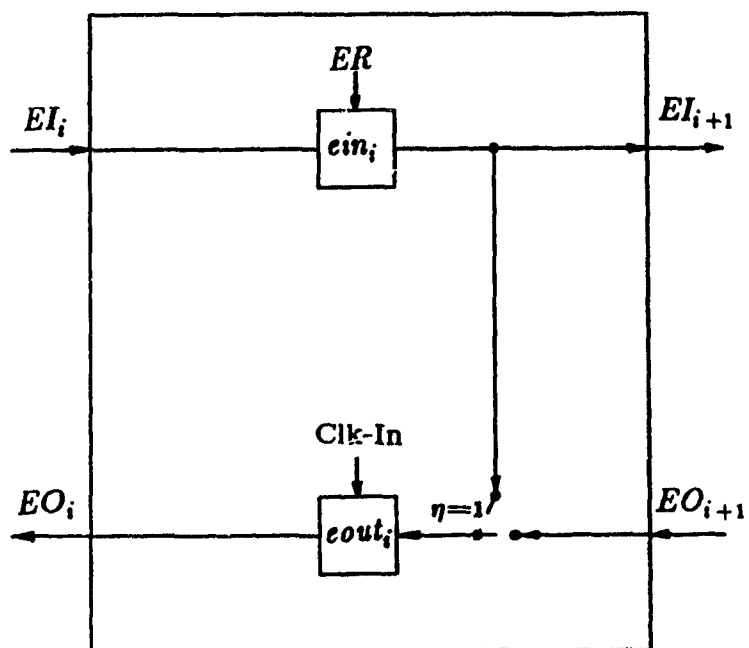 ER
EI_i
ein_i
EI_{i+1}
Clk-In
EO_i
eout_i
η=1
EO_{i+1}